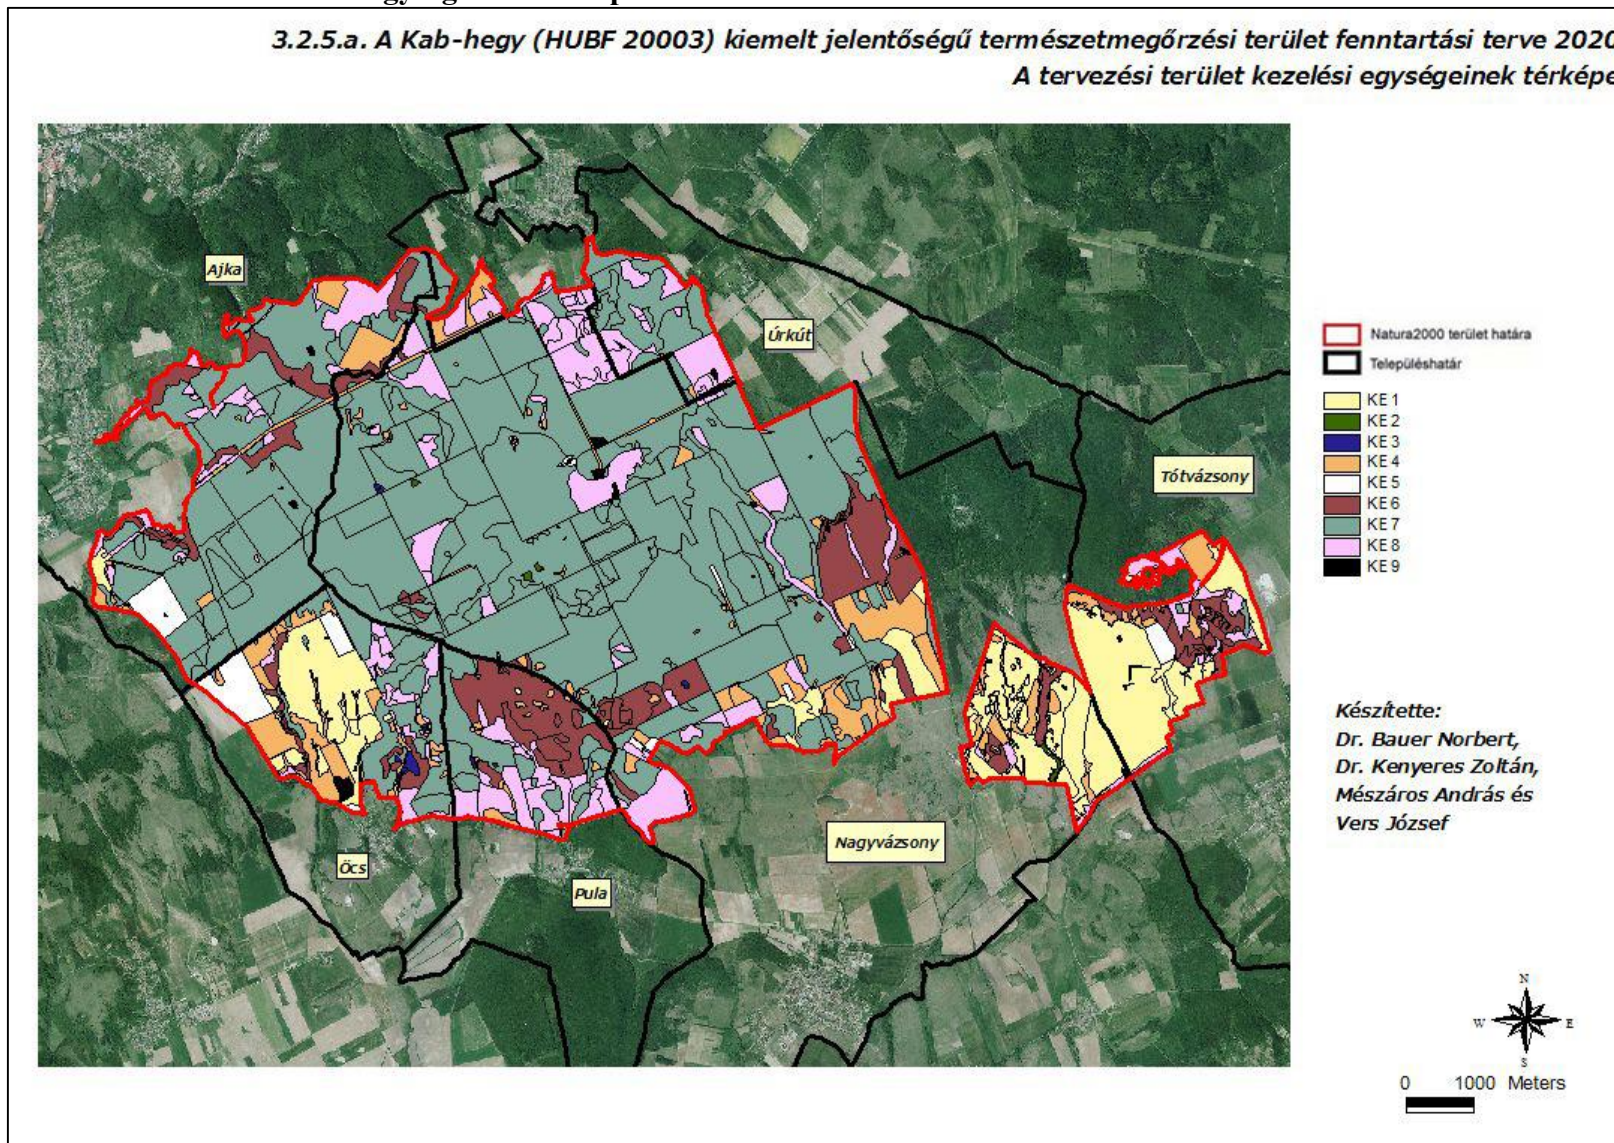 3.2.5.a. A Kab-hegy (HUBF 20003) kiemelt jelentőségű természetmegőrzési terület fenntartási terve 2020
A tervezési terület kezelési egységeinek térképe
Ajka
Úrkút
Tótvázsony
Nagyvázsony
Öcs
Pula
Natura2000 terület határa
Településhatár
KE 1
KE 2
KE 3
KE 4
KE 5
KE 6
KE 7
KE 8
KE 9
Készítette:
Dr. Bauer Norbert,
Dr. Kenyeres Zoltán,
Mészáros András és
Vers József
N
W E
S
0 1000 Meters